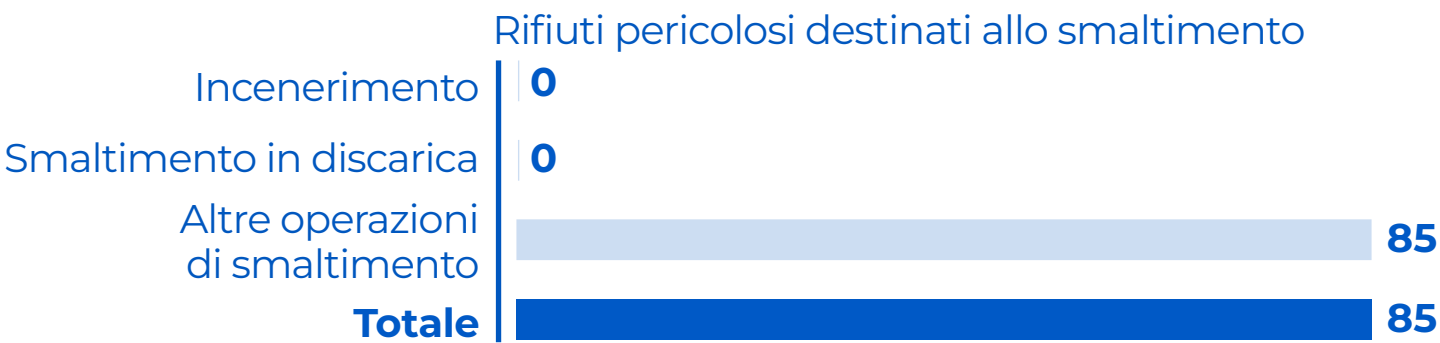 Rifiuti pericolosi destinati allo smaltimento
Incenerimento 0
Smaltimento in discarica 0
Altre operazioni
di smaltimento 85
Totale 85